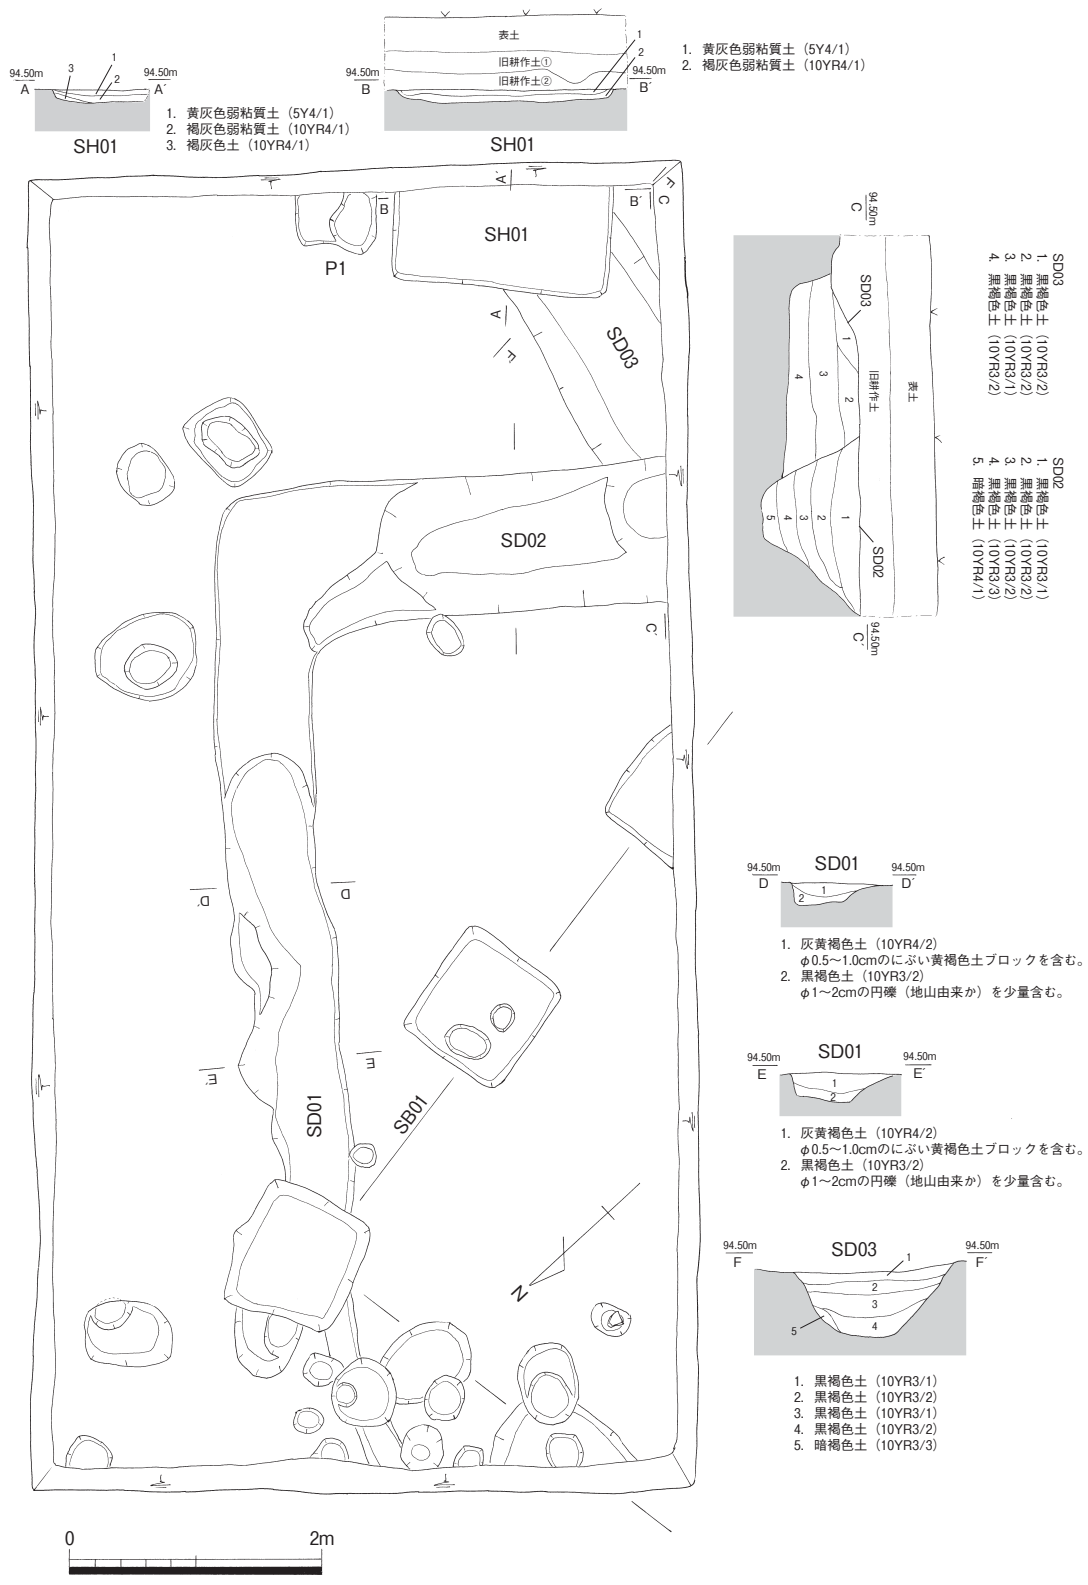 94.50m
A
94.50m
A′
3
1
2
SH01
1. 黄灰色弱粘質土（5Y4/1）
2. 褐灰色弱粘質土（10YR4/1）
3. 褐灰色土（10YR4/1）
表土
旧耕作土①
旧耕作土②
94.50m
B
94.50m
B′
1
2
SH01
1. 黄灰色弱粘質土（5Y4/1）
2. 褐灰色弱粘質土（10YR4/1）
A′
B
B′
F
C
SH01
P1
A
F′
SD03
SD02
C′
D′
D
E′
E
SD01
SB01
N
0
2m
94.50m
C
SD03
1
2
3
4
旧耕作土
表土
1
2
3
4
5
SD02
94.50m
C′
SD03
1. 黒褐色土（10YR3/2）
2. 黒褐色土（10YR3/2）
3. 黒褐色土（10YR3/1）
4. 黒褐色土（10YR3/2）
SD02
1. 黒褐色土（10YR3/1）
2. 黒褐色土（10YR3/2）
3. 黒褐色土（10YR3/2）
4. 黒褐色土（10YR3/3）
5. 暗褐色土（10YR4/1）
SD01
94.50m
D
94.50m
D′
1
2
1. 灰黄褐色土（10YR4/2）
φ0.5〜1.0cmのにぶい黄褐色土ブロックを含む。
2. 黒褐色土（10YR3/2）
φ1〜2cmの円礫（地山由来か）を少量含む。
SD01
94.50m
E
94.50m
E′
1
2
1. 灰黄褐色土（10YR4/2）
φ0.5〜1.0cmのにぶい黄褐色土ブロックを含む。
2. 黒褐色土（10YR3/2）
φ1〜2cmの円礫（地山由来か）を少量含む。
SD03
94.50m
F
94.50m
F′
1
2
3
4
5
1. 黒褐色土（10YR3/1）
2. 黒褐色土（10YR3/2）
3. 黒褐色土（10YR3/1）
4. 黒褐色土（10YR3/2）
5. 暗褐色土（10YR3/3）